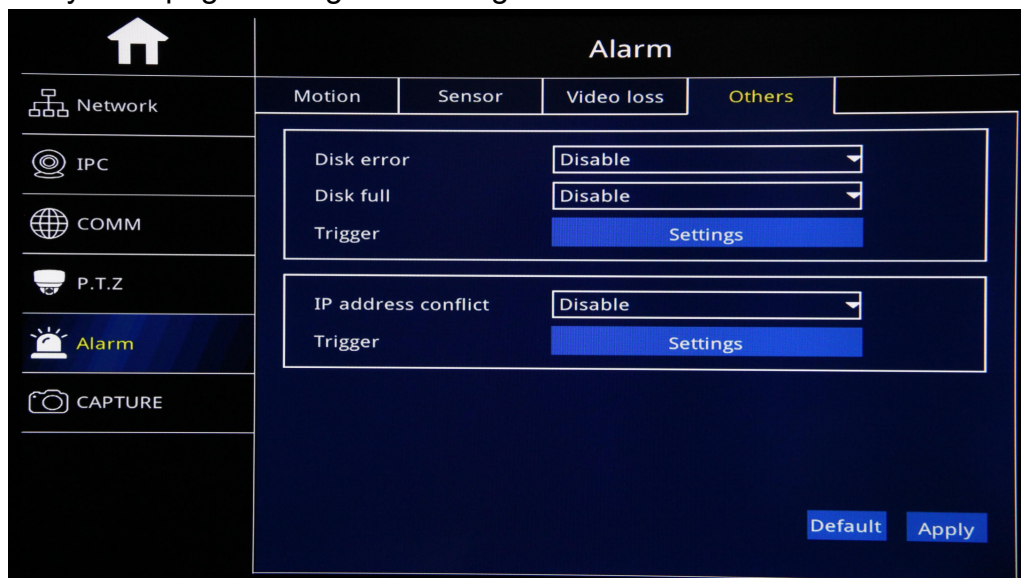 Alarm
Network
IPC
COMM
P.T.Z
Alarm
CAPTURE
Motion Sensor Video loss Others
Disk error Disable
Disk full Disable
Trigger Settings
IP address conflict Disable
Trigger Settings
Default Apply